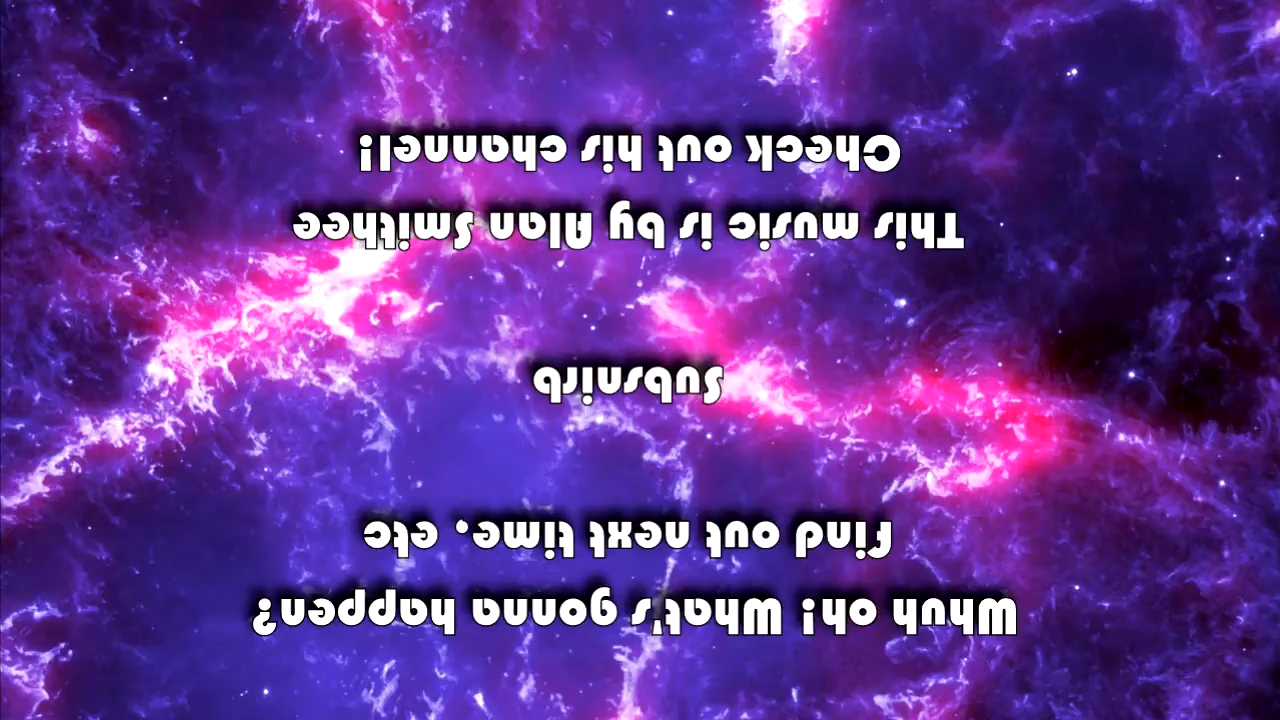 Whuh oh! What's gonna happen?
Find out next time, etc
Subsnirb
This music is by Alan Smithee
Check out his channel!